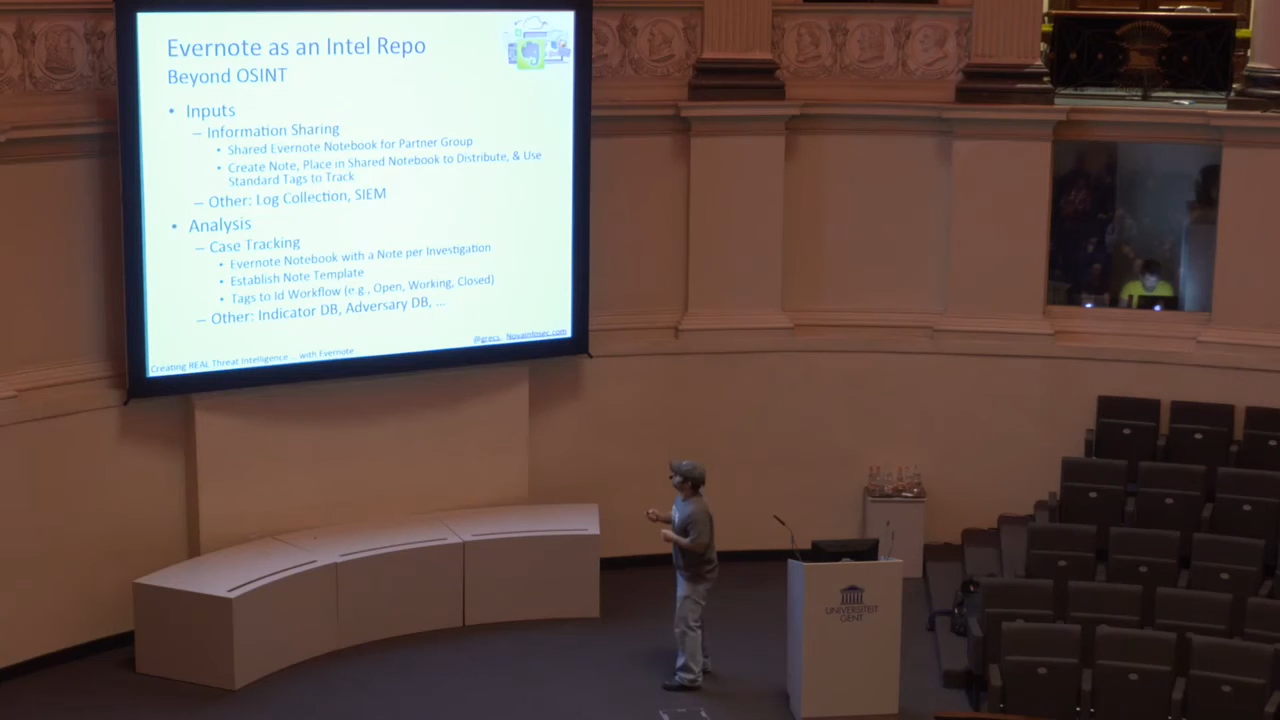 Evernote as an Intel Repo
Beyond OSINT
• Inputs
– Information Sharing
• Shared Evernote Notebook for Partner Group
• Create Note, Place in Shared Notebook to Distribute, & Use
Standard Tags to Track
– Other: Log Collection, SIEM
• Analysis
– Case Tracking
• Evernote Notebook with a Note per Investigation
• Establish Note Template
• Tags to Id Workflow (e.g., Open, Working, Closed)
– Other: Indicator DB, Adversary DB, ...
@grecs, NovaInfosec.com
Creating REAL Threat Intelligence ... with Evernote
UNIVERSITEIT
GENT